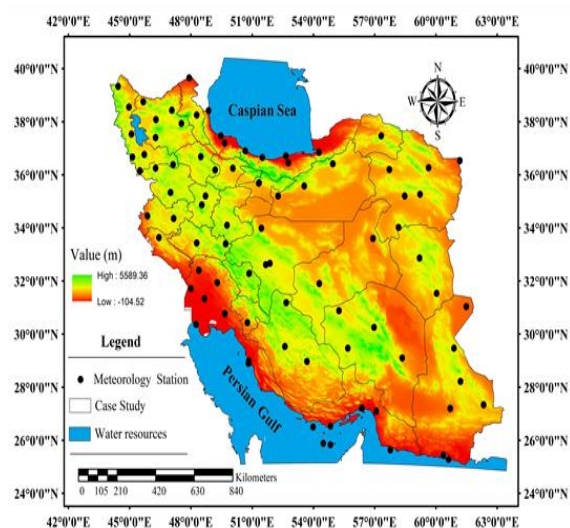 42°0'0"E 45°0'0"E 48°0'0"E 51°0'0"E 54°0'0"E 57°0'0"E 60°0'0"E 63°0'0"E
40°0'0"N 40°0'0"N
N
W E
S
Caspian Sea
38°0'0"N 38°0'0"N
36°0'0"N 36°0'0"N
34°0'0"N 34°0'0"N
Value (m)
High : 5589.36
Low : -104.52
32°0'0"N 32°0'0"N
30°0'0"N 30°0'0"N
Legend
Meteorology Station
Case Study
Water resources
Persian Gulf
28°0'0"N 28°0'0"N
26°0'0"N 26°0'0"N
Kilometers
0 105 210 420 630 840
24°0'0"N 24°0'0"N
42°0'0"E 45°0'0"E 48°0'0"E 51°0'0"E 54°0'0"E 57°0'0"E 60°0'0"E 63°0'0"E